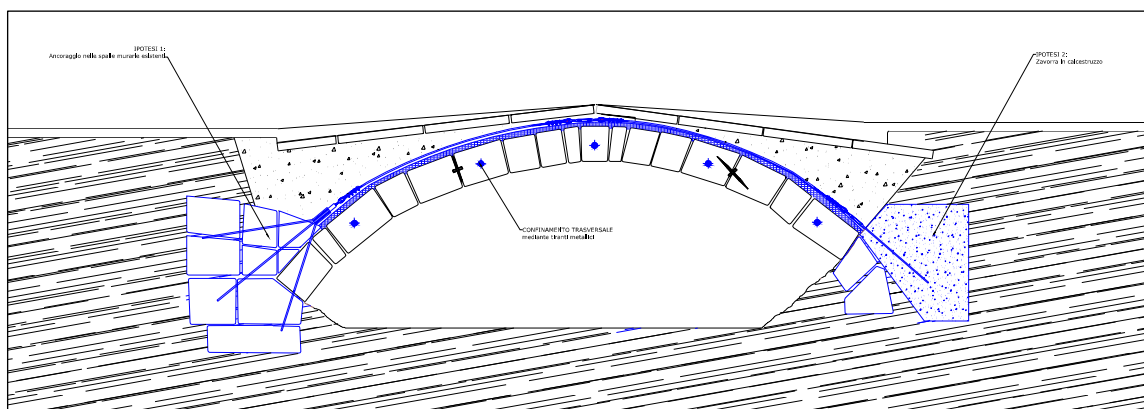 IPOTESI 1:
Ancoraggio nelle spalle murarie esistenti
IPOTESI 2:
Zavorra in calcestruzzo
CONFINAMENTO TRASVERSALE
mediante tiranti metallici